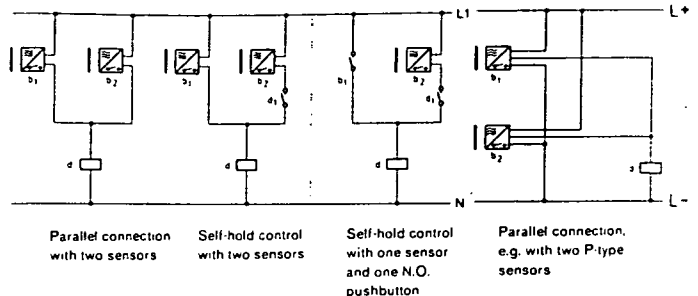 L1
L+
b1
b2
b1
b2
d1
b1
b2
d1
b1
b2
d
d
d
d
N
L-
Parallel connection
with two sensors
Self-hold control
with two sensors
Self-hold control
with one sensor
and one N.O.
pushbutton
Parallel connection,
e.g. with two P-type
sensors